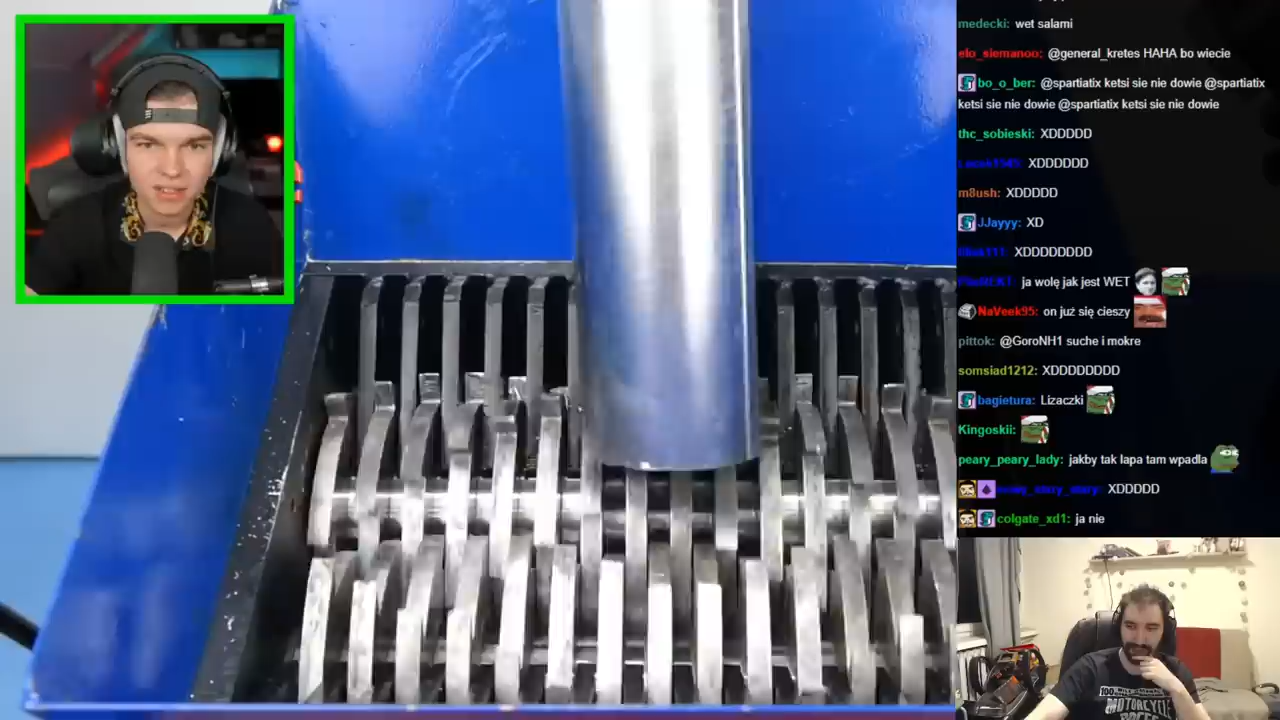 medecki: wet salami
elo_siemanoo: @general_kretes HAHA bo wiecie
bo_o_ber: @spartiatix ketsi sie nie dowie @spartiatix
ketsi sie nie dowie @spartiatix ketsi sie nie dowie
thc_sobieski: XDDDDD
XDDDDDD
m8ush: XDDDDD
JJayyy: XD
XDDDDDDDD
ja wolę jak jest WET
NaVeek95: on już się cieszy
pittok: @GoroNH1 suche i mokre
somsiad1212: XDDDDDDDD
bagietura: Lizaczki
Kingoskii:
peary_peary_lady: jakby tak lapa tam wpadla
XDDDDD
colgate_xd1: ja nie
MOTORCYCLE